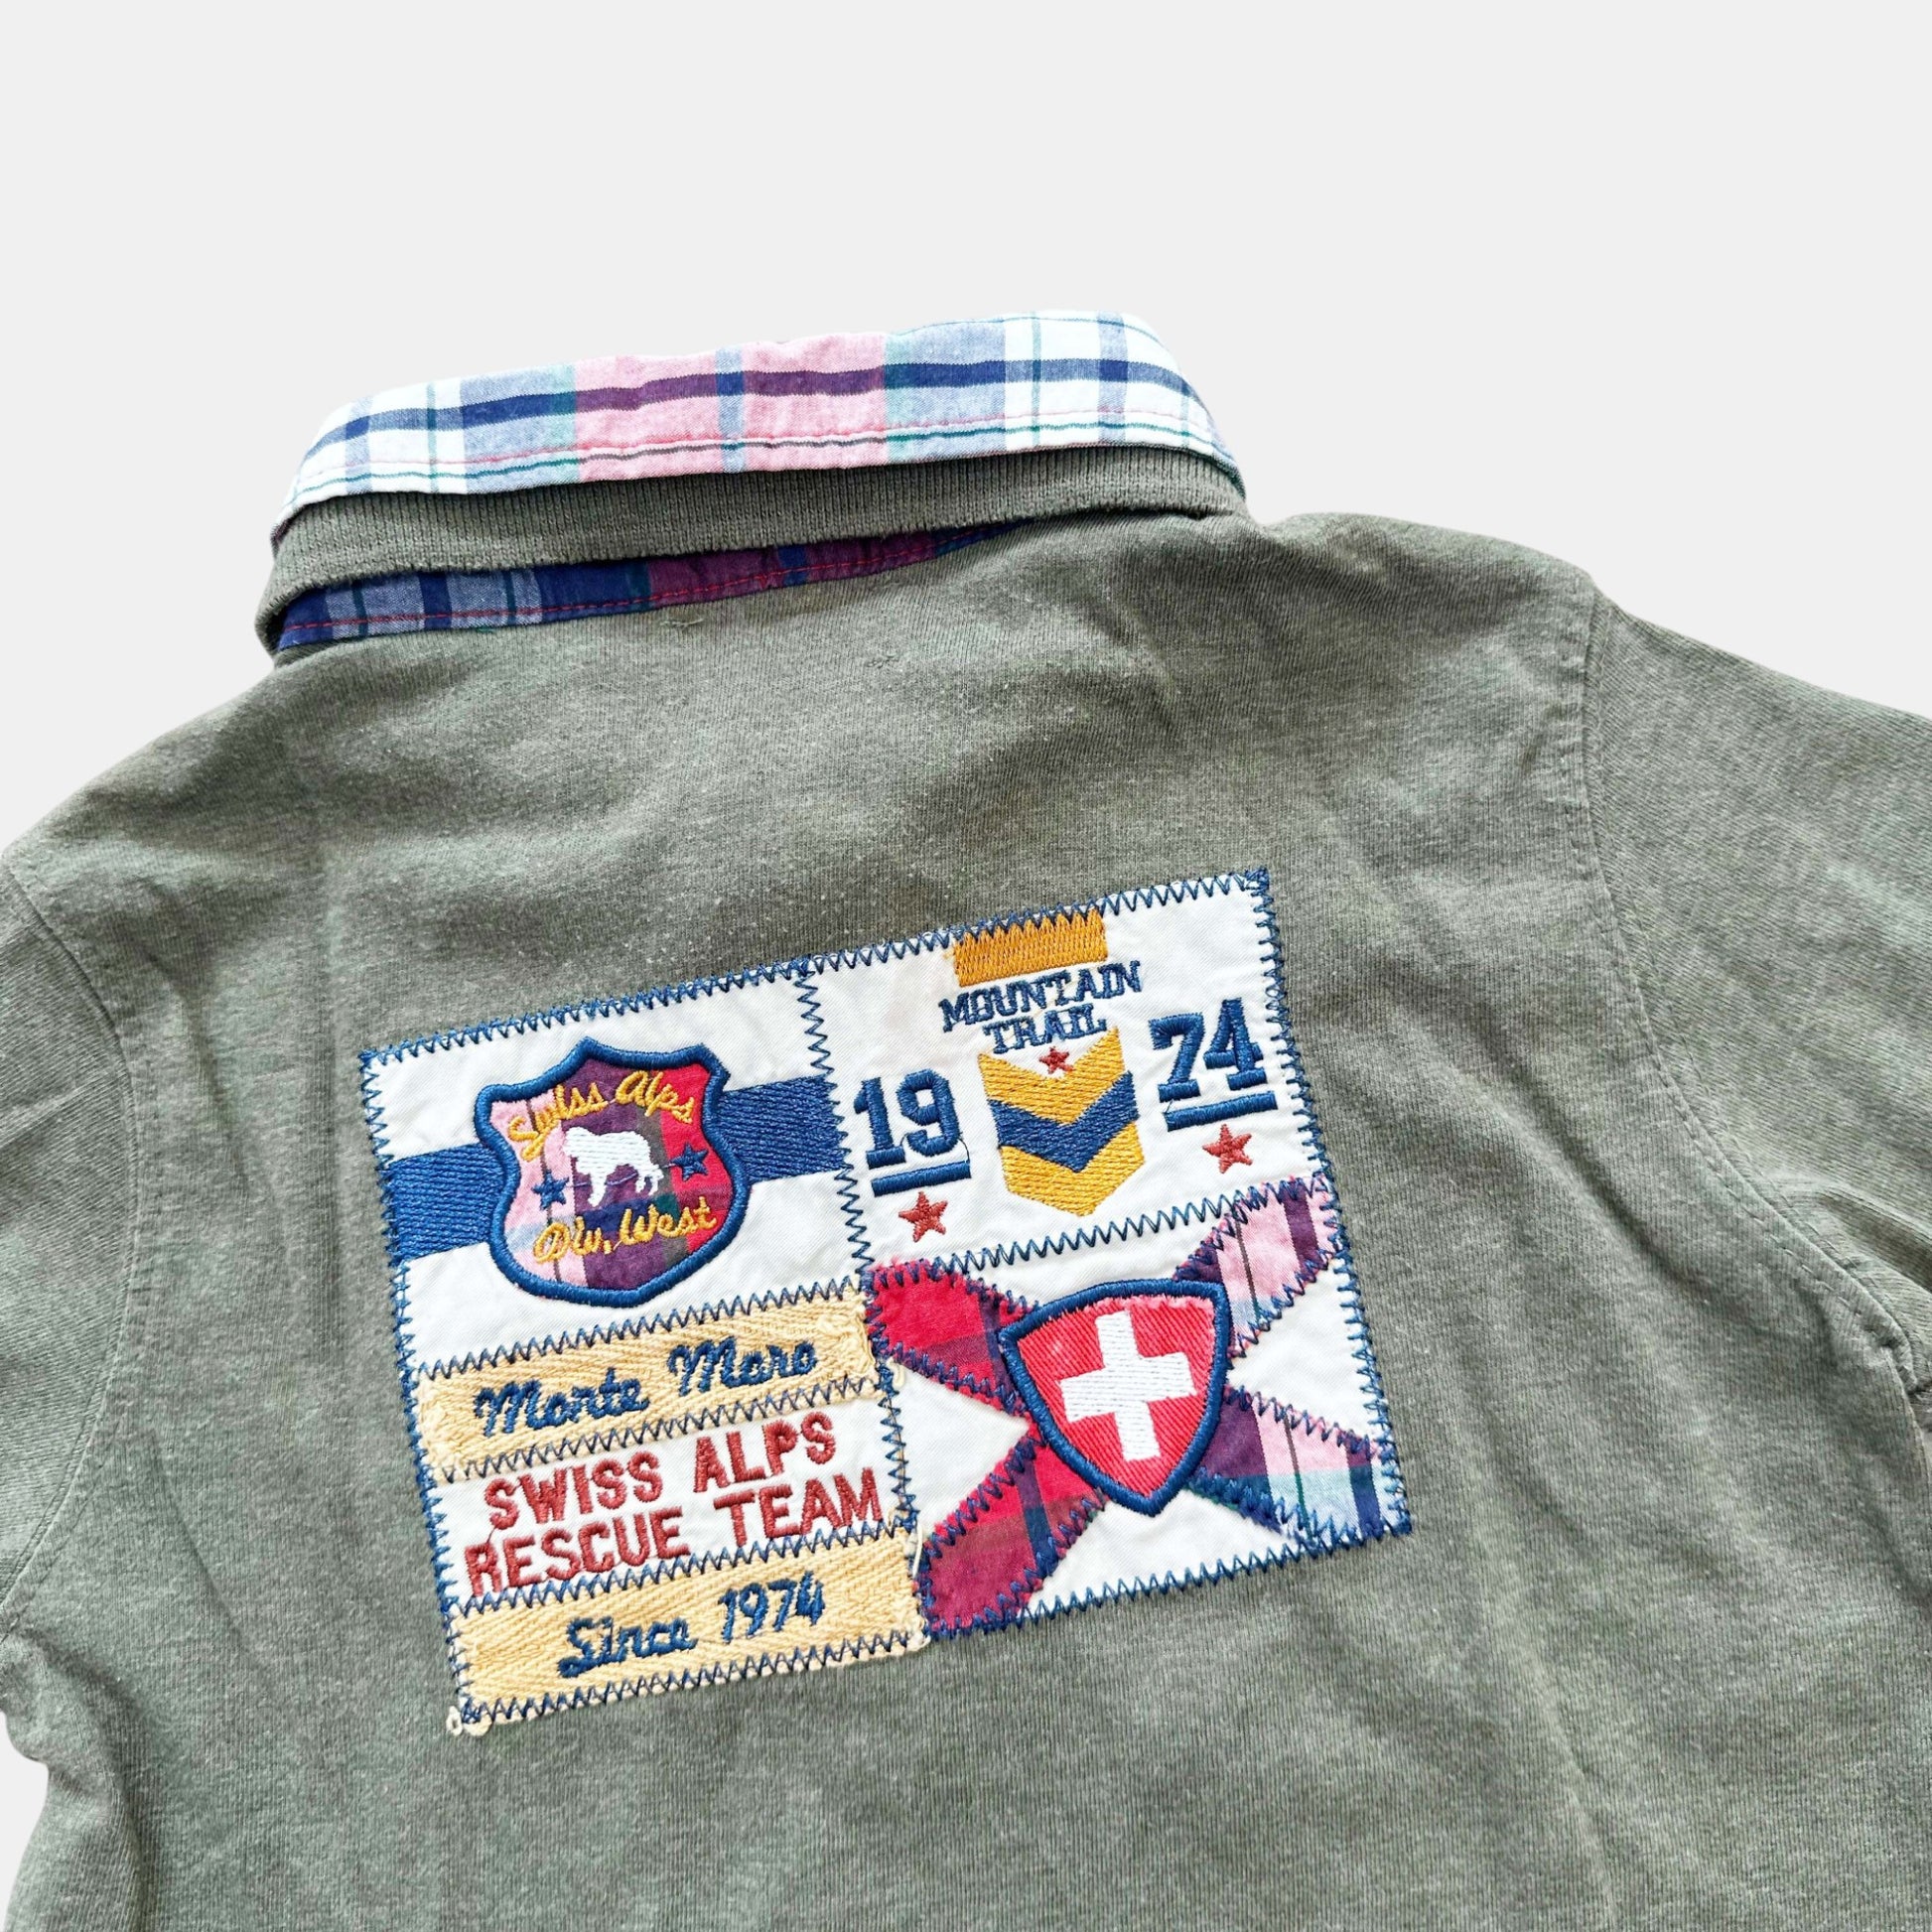 Swiss Alps
Div, West
MOUNTAIN
TRAIL
19 74
Monte Moro
SWISS ALPS
RESCUE TEAM
Since 1974